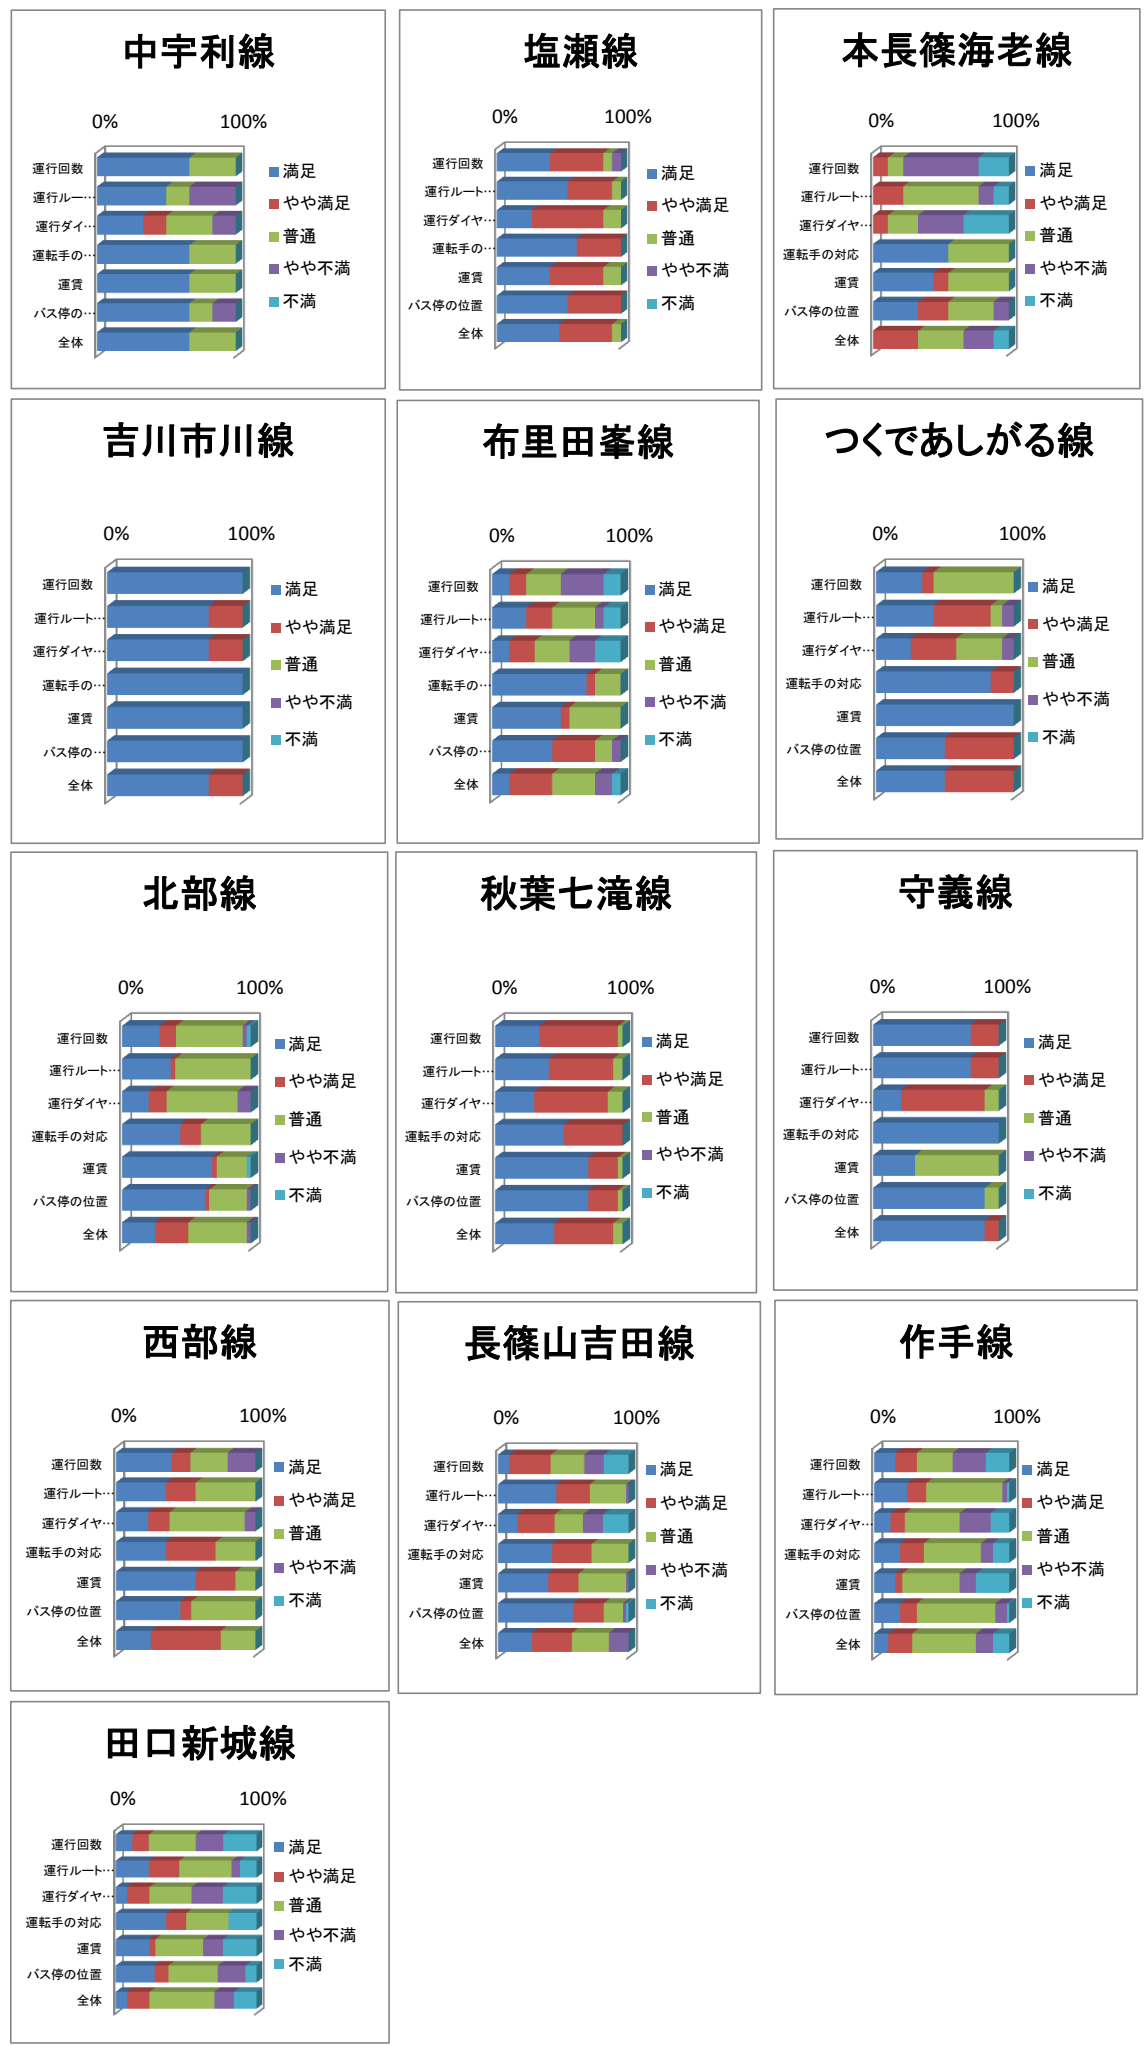 中宇利線
0% 100%
運行回数
運行ルー…
運行ダイ…
運転手の…
運賃
バス停の…
全体
満足
やや満足
普通
やや不満
不満
塩瀬線
0% 100%
運行回数
運行ルート…
運行ダイヤ…
運転手の…
運賃
バス停の位置
全体
満足
やや満足
普通
やや不満
不満
本長篠海老線
0% 100%
運行回数
運行ルート…
運行ダイヤ…
運転手の対応
運賃
バス停の位置
全体
満足
やや満足
普通
やや不満
不満
吉川市川線
0% 100%
運行回数
運行ルート…
運行ダイヤ…
運転手の…
運賃
バス停の…
全体
満足
やや満足
普通
やや不満
不満
布里田峯線
0% 100%
運行回数
運行ルート…
運行ダイヤ…
運転手の…
運賃
バス停の…
全体
満足
やや満足
普通
やや不満
不満
つくであしがる線
0% 100%
運行回数
運行ルート…
運行ダイヤ…
運転手の対応
運賃
バス停の位置
全体
満足
やや満足
普通
やや不満
不満
北部線
0% 100%
運行回数
運行ルート…
運行ダイヤ…
運転手の対応
運賃
バス停の位置
全体
満足
やや満足
普通
やや不満
不満
秋葉七滝線
0% 100%
運行回数
運行ルート…
運行ダイヤ…
運転手の対応
運賃
バス停の位置
全体
満足
やや満足
普通
やや不満
不満
守義線
0% 100%
運行回数
運行ルート…
運行ダイヤ…
運転手の対応
運賃
バス停の位置
全体
満足
やや満足
普通
やや不満
不満
西部線
0% 100%
運行回数
運行ルート…
運行ダイヤ…
運転手の対応
運賃
バス停の位置
全体
満足
やや満足
普通
やや不満
不満
長篠山吉田線
0% 100%
運行回数
運行ルート…
運行ダイヤ…
運転手の対応
運賃
バス停の位置
全体
満足
やや満足
普通
やや不満
不満
作手線
0% 100%
運行回数
運行ルート…
運行ダイヤ…
運転手の対応
運賃
バス停の位置
全体
満足
やや満足
普通
やや不満
不満
田口新城線
0% 100%
運行回数
運行ルート…
運行ダイヤ…
運転手の対応
運賃
バス停の位置
全体
満足
やや満足
普通
やや不満
不満